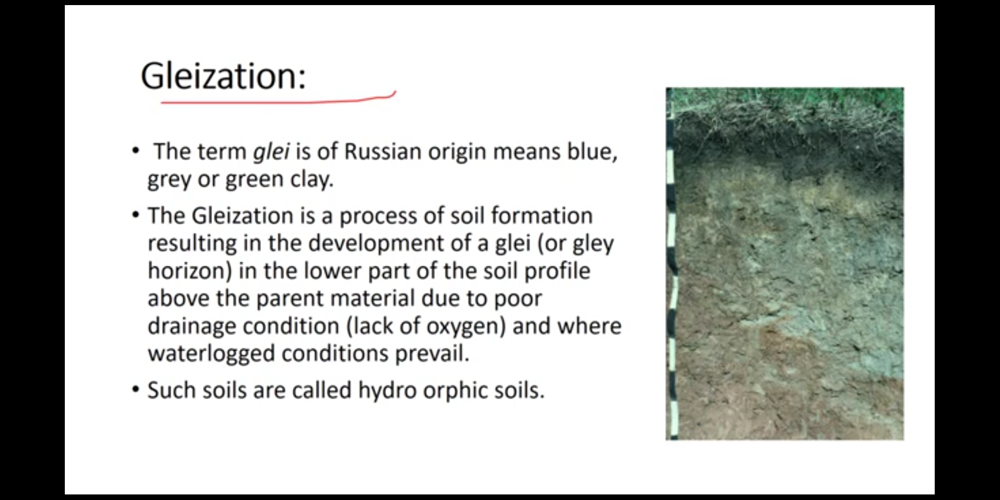 Gleization:
• The term glei is of Russian origin means blue,
grey or green clay.
• The Gleization is a process of soil formation
resulting in the development of a glei (or gley
horizon) in the lower part of the soil profile
above the parent material due to poor
drainage condition (lack of oxygen) and where
waterlogged conditions prevail.
• Such soils are called hydro orphic soils.